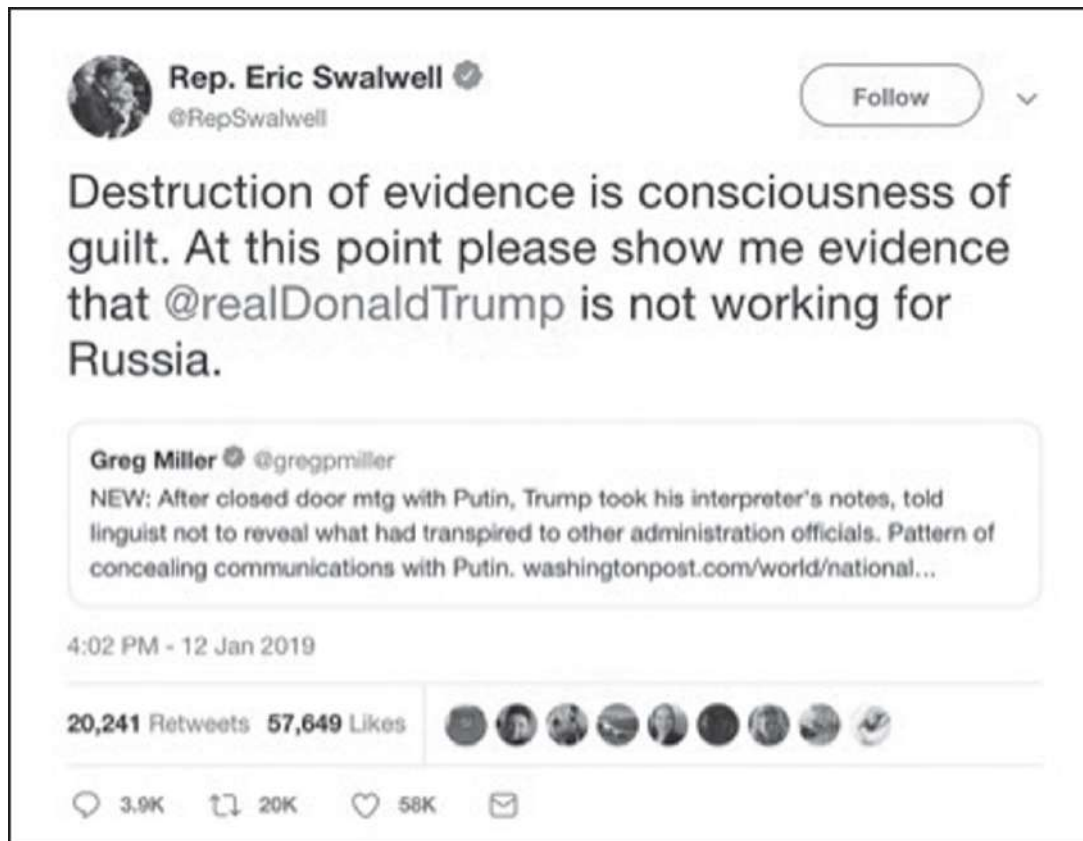 Rep. Eric Swalwell
@RepSwalwell
Follow
Destruction of evidence is consciousness of
guilt. At this point please show me evidence
that @realDonaldTrump is not working for
Russia.
Greg Miller @gregpmiller
NEW: After closed door mtg with Putin, Trump took his interpreter's notes, told
linguist not to reveal what had transpired to other administration officials. Pattern of
concealing communications with Putin. washingtonpost.com/world/national...
4:02 PM - 12 Jan 2019
20,241 Retweets 57,649 Likes
3.9K 20K 58K